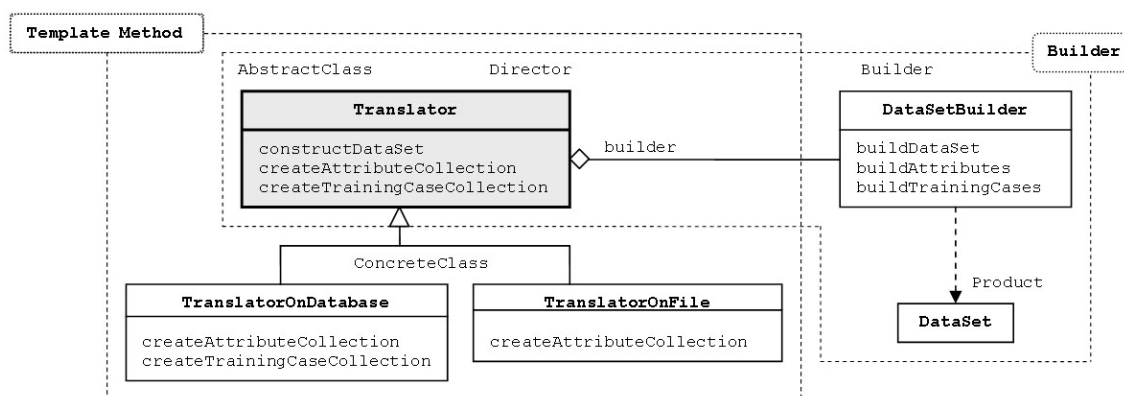 Template Method
Builder
AbstractClass
Director
Builder
Translator
constructDataSet
createAttributeCollection
createTrainingCaseCollection
builder
DataSetBuilder
buildDataSet
buildAttributes
buildTrainingCases
ConcreteClass
Product
TranslatorOnDatabase
createAttributeCollection
createTrainingCaseCollection
TranslatorOnFile
createAttributeCollection
DataSet